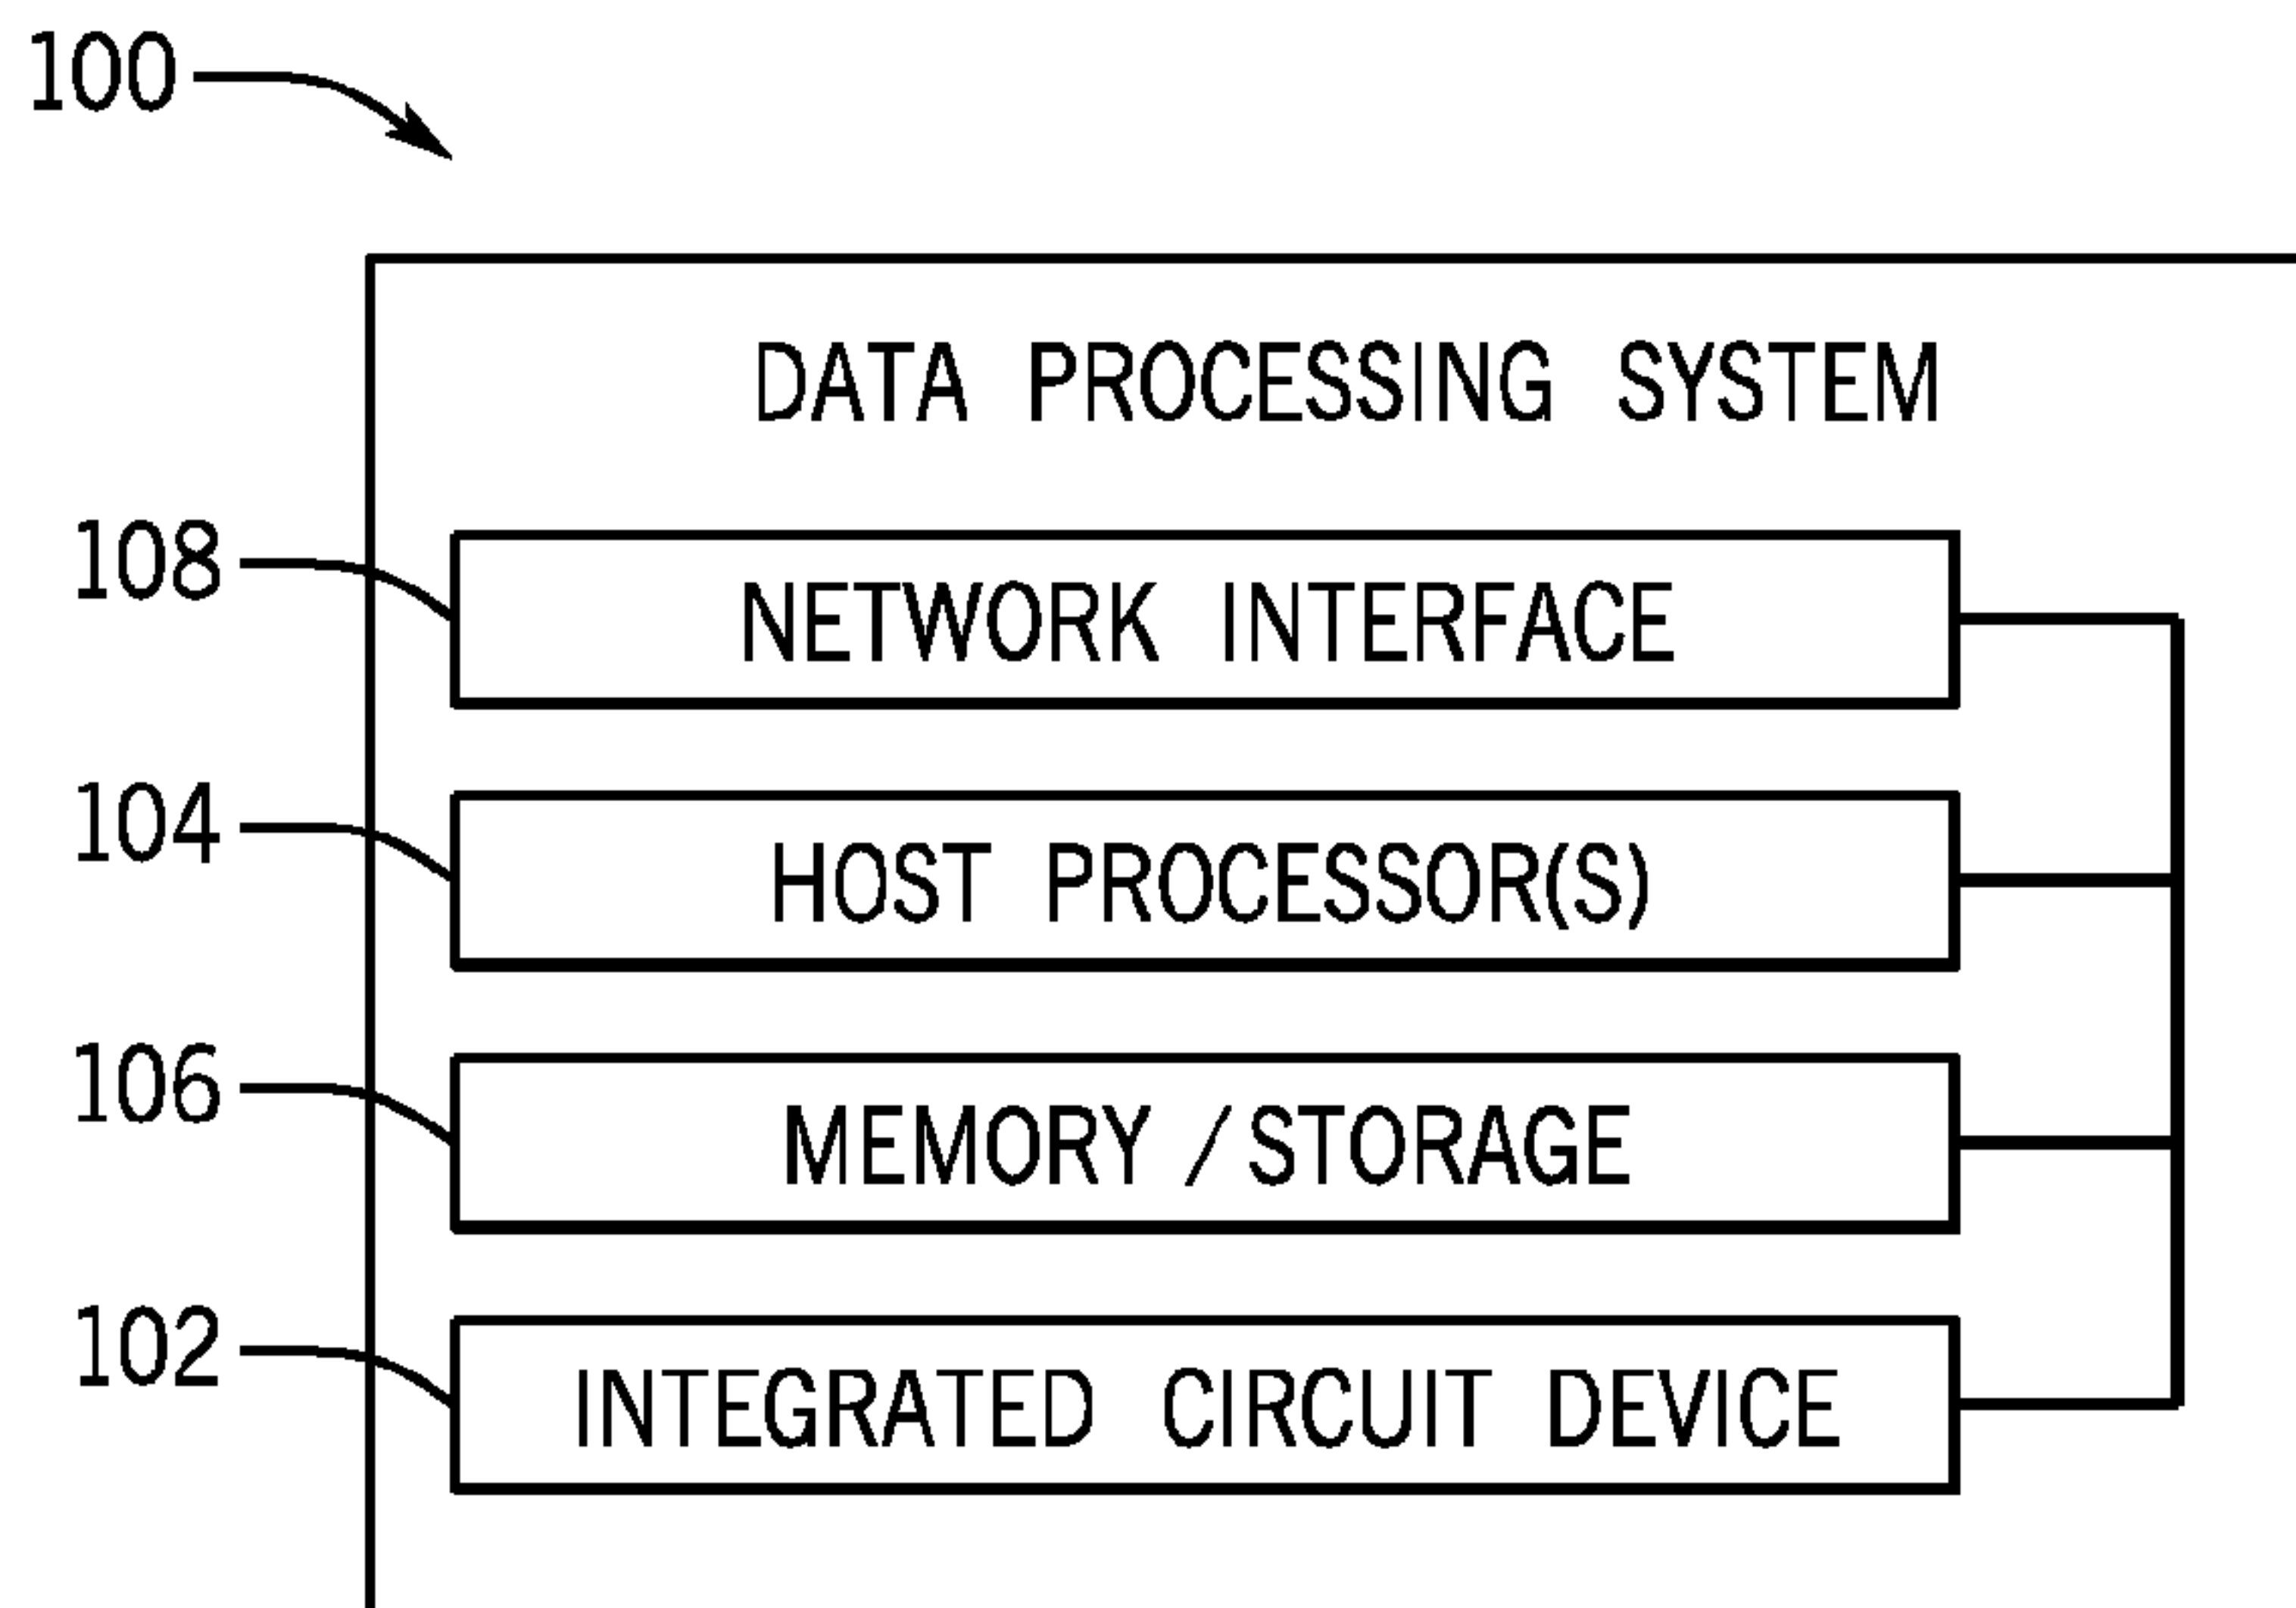 100
DATA PROCESSING SYSTEM
108
NETWORK INTERFACE
104
HOST PROCESSOR(S)
106
MEMORY /STORAGE
102
INTEGRATED CIRCUIT DEVICE